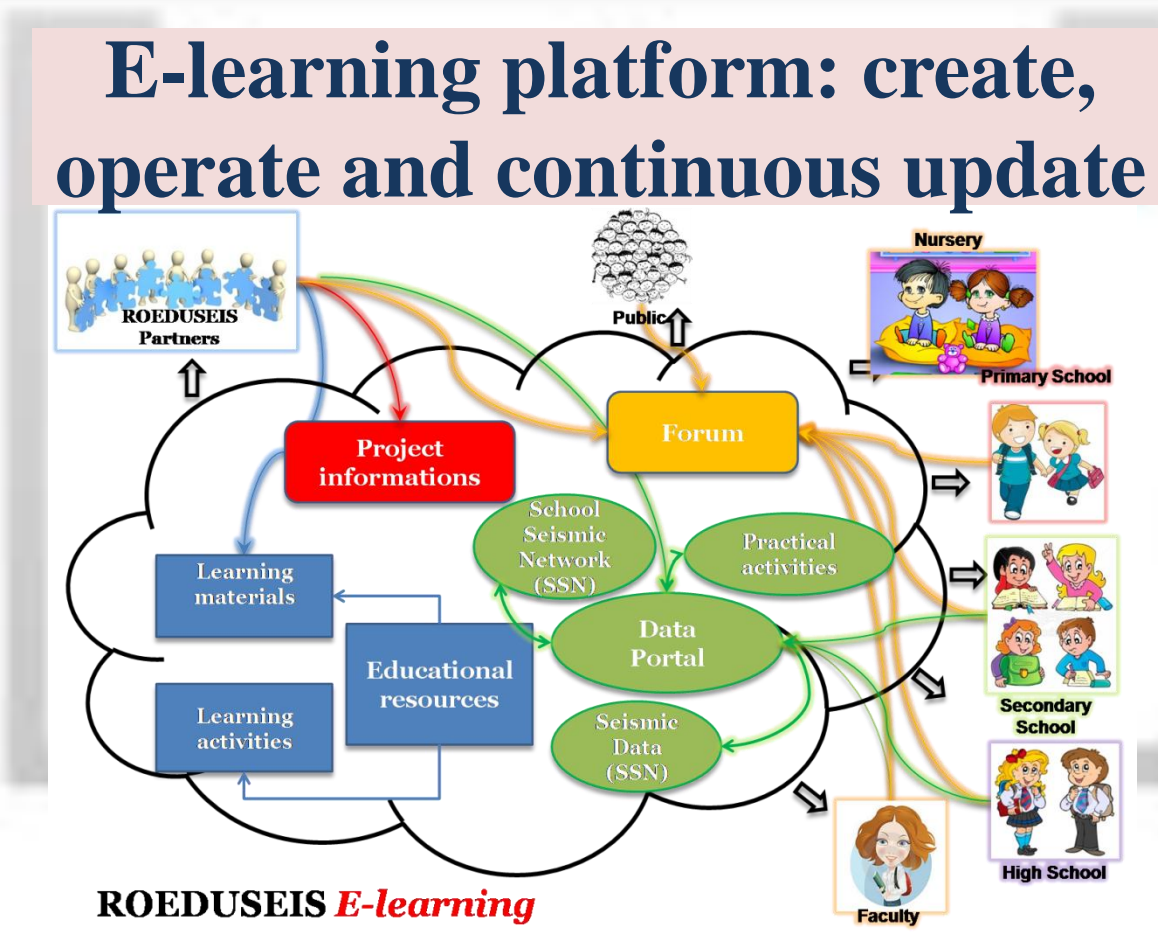 E-learning platform: create,
operate and continuous update
ROEDUSEIS
Partners
Public
Nursery
Primary School
Project
informations
Forum
School
Seismic
Network
(SSN)
Practical
activities
Learning
materials
Data
Portal
Educational
resources
Learning
activities
Seismic
Data
(SSN)
Secondary
School
High School
Faculty
ROEDUSEIS E-learning